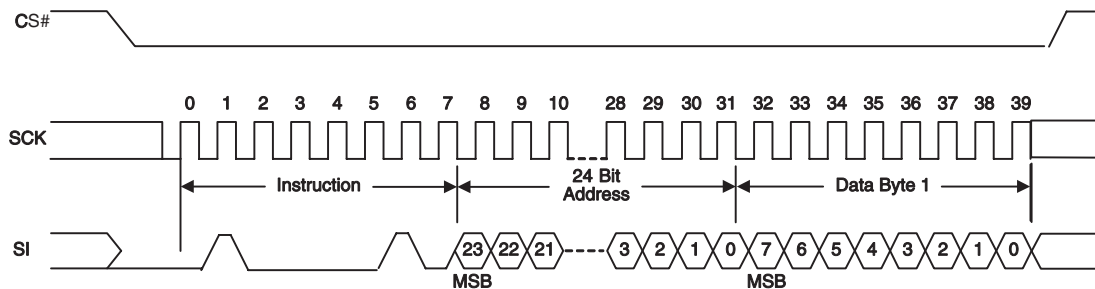 CS#
0 1 2 3 4 5 6 7 8 9 10 28 29 30 31 32 33 34 35 36 37 38 39
SCK
Instruction
24 Bit
Address
Data Byte 1
SI
23 22 21 3 2 1 0 7 6 5 4 3 2 1 0
MSB MSB